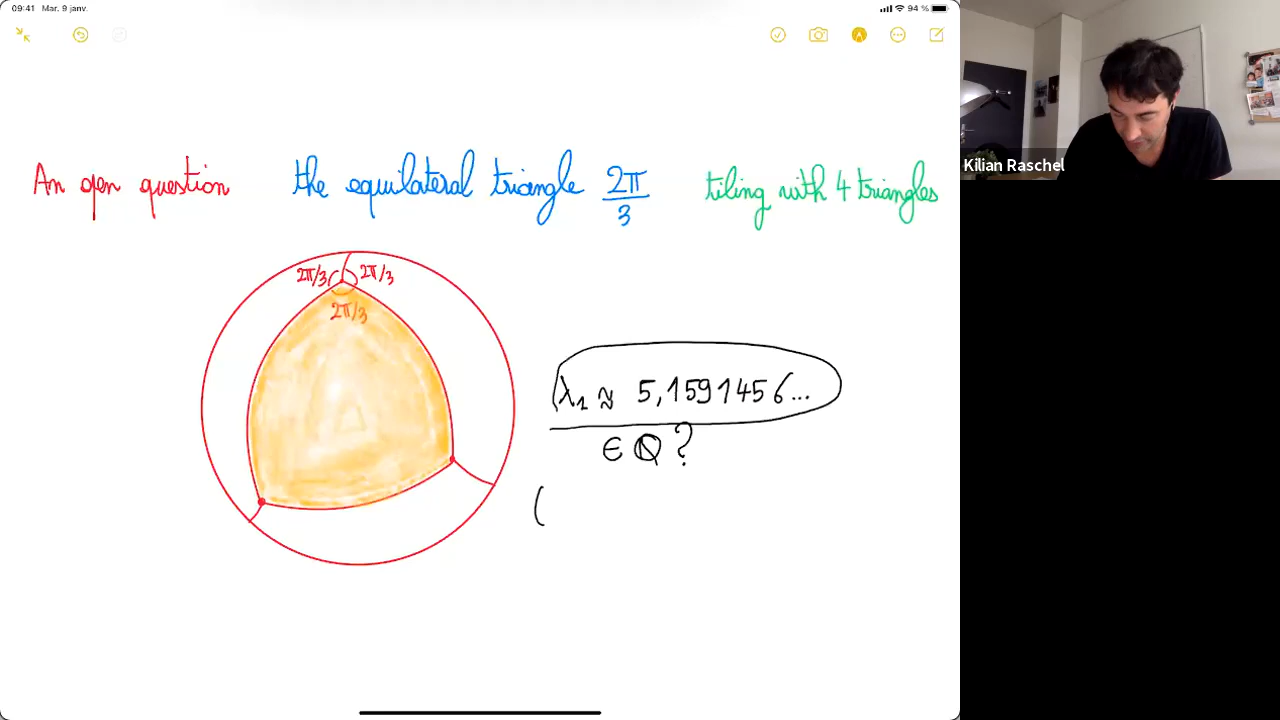 09:41 Mar. 9 janv.
94 %
An open question the equilateral triangle 2π/3 tiling with 4 triangles
2π/3 2π/3
2π/3
λ₁ ≈ 5,1591456...
∈ ℚ ?
(
Kilian Raschel